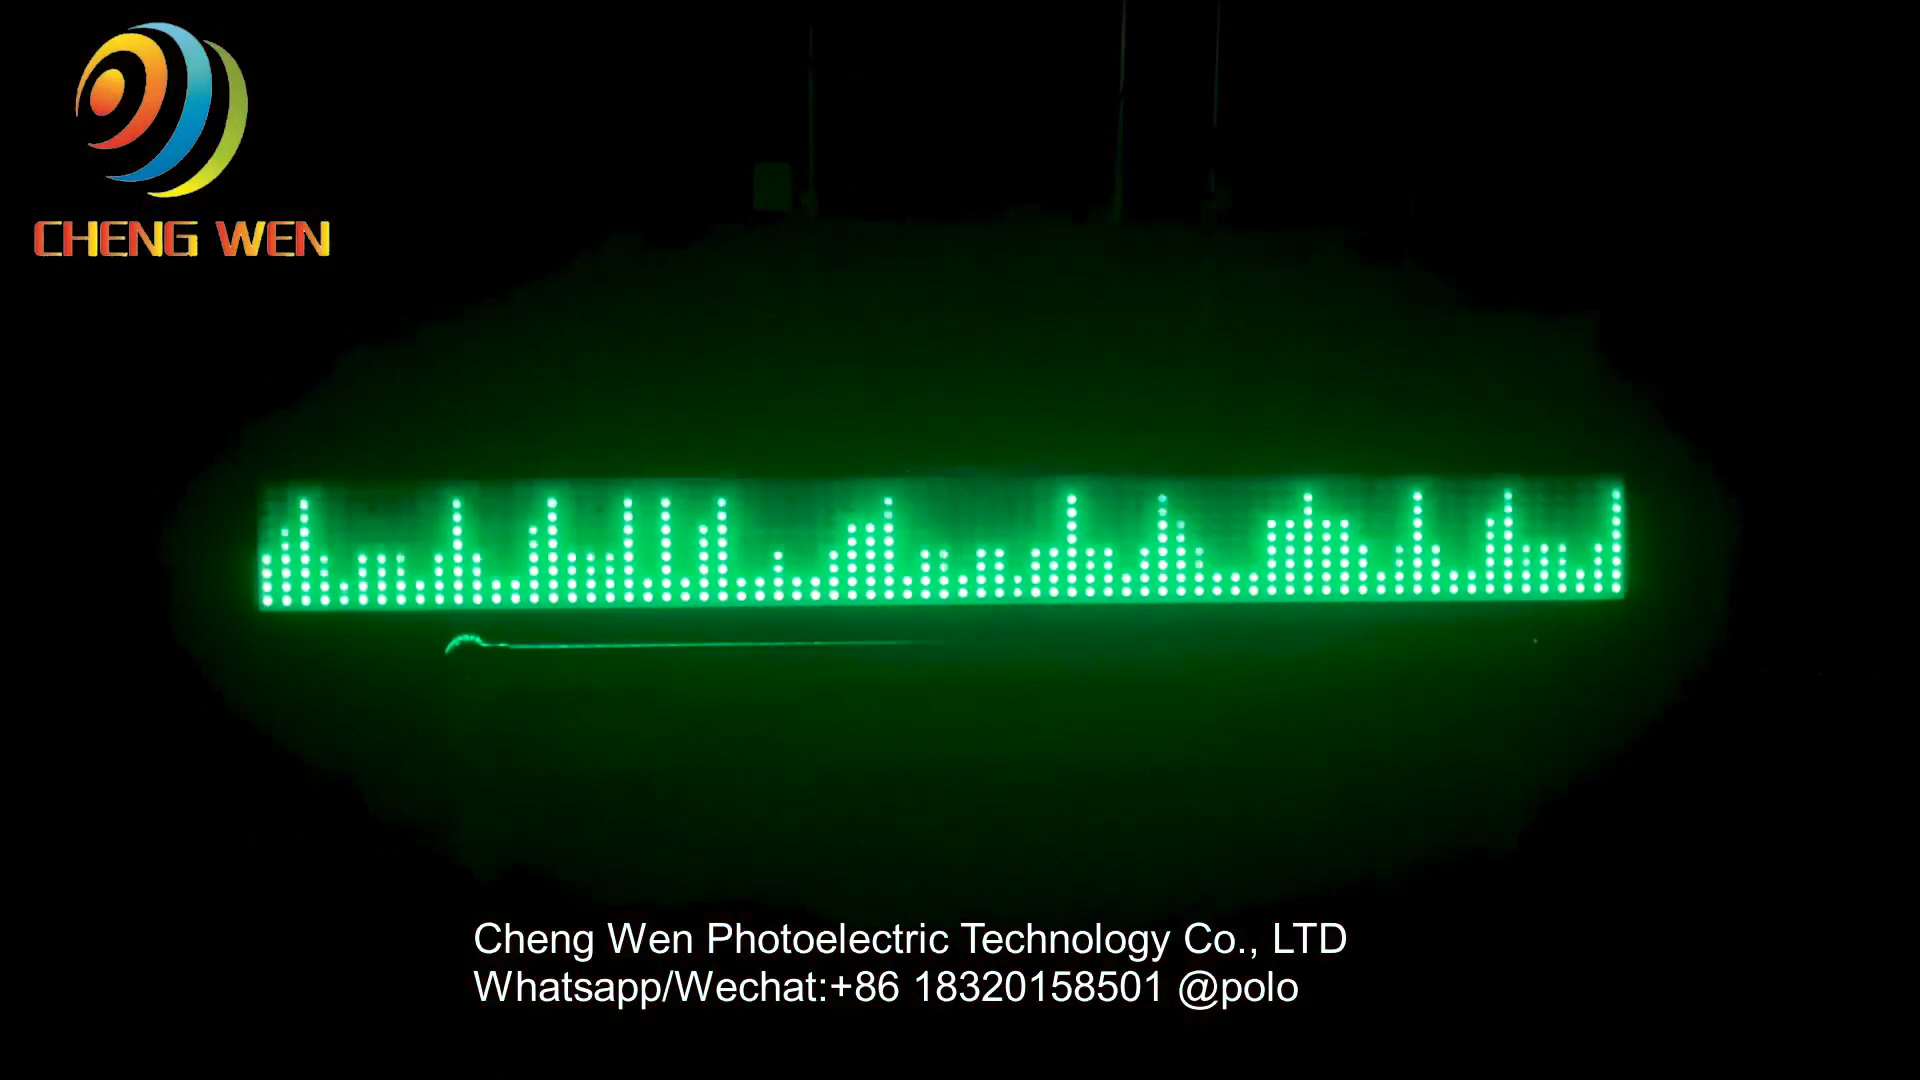 CHENG WEN
Cheng Wen Photoelectric Technology Co., LTD
Whatsapp/Wechat:+86 18320158501 @polo